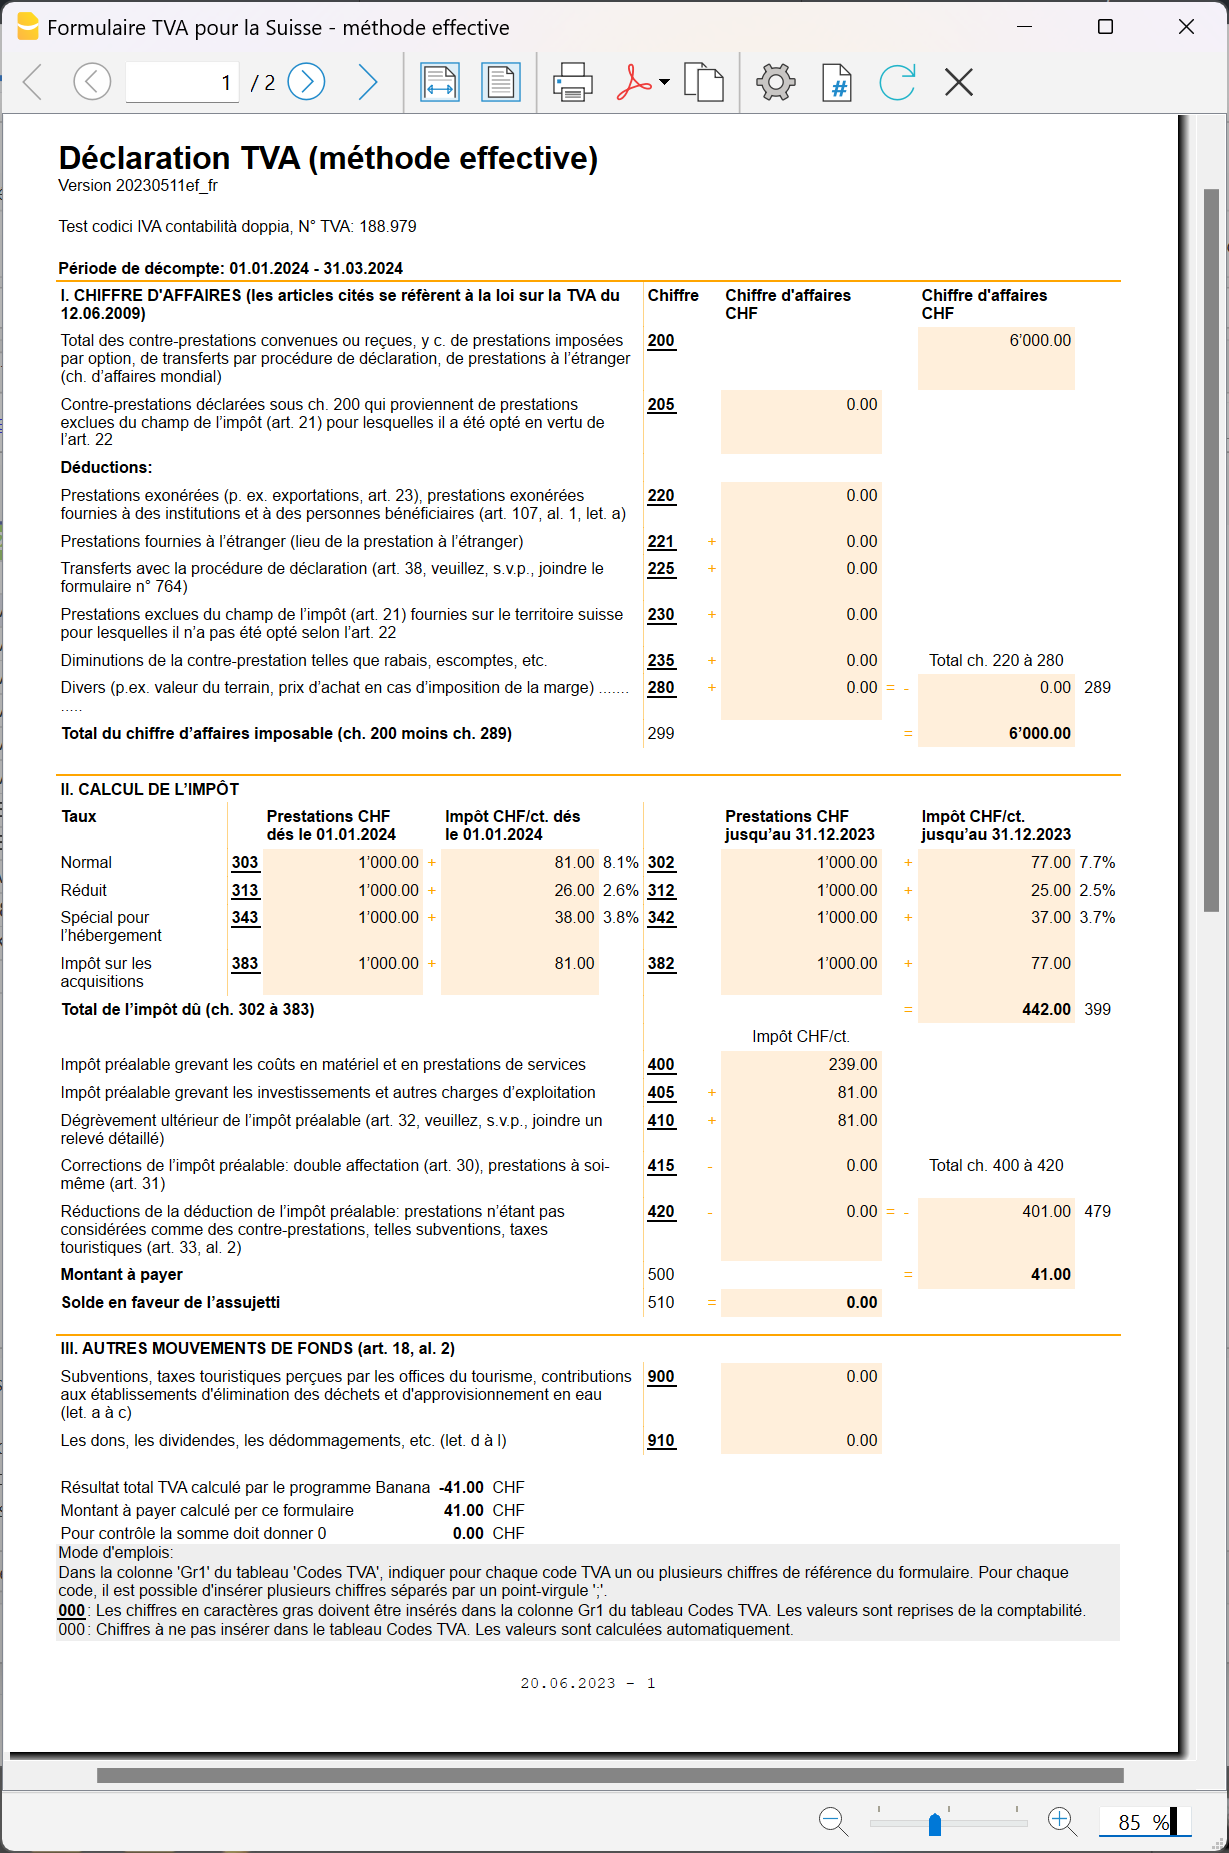 Formulaire TVA pour la Suisse - méthode effective
1 / 2
Déclaration TVA (méthode effective)
Version 20230511ef_fr
Test codici IVA contabilità doppia, N° TVA: 188.979
Période de décompte: 01.01.2024 - 31.03.2024
I. CHIFFRE D'AFFAIRES (les articles cités se réfèrent à la loi sur la TVA du Chiffre Chiffre d'affaires Chiffre d'affaires
12.06.2009) CHF CHF
Total des contre-prestations convenues ou reçues, y c. de prestations imposées 200 6’000.00
par option, de transferts par procédure de déclaration, de prestations à l’étranger
(ch. d’affaires mondial)
Contre-prestations déclarées sous ch. 200 qui proviennent de prestations 205 0.00
exclues du champ de l’impôt (art. 21) pour lesquelles il a été opté en vertu de
l’art. 22
Déductions:
Prestations exonérées (p. ex. exportations, art. 23), prestations exonérées 220 0.00
fournies à des institutions et à des personnes bénéficiaires (art. 107, al. 1, let. a)
Prestations fournies à l’étranger (lieu de la prestation à l’étranger) 221 + 0.00
Transferts avec la procédure de déclaration (art. 38, veuillez, s.v.p., joindre le 225 + 0.00
formulaire n° 764)
Prestations exclues du champ de l’impôt (art. 21) fournies sur le territoire suisse 230 + 0.00
pour lesquelles il n’a pas été opté selon l’art. 22
Diminutions de la contre-prestation telles que rabais, escomptes, etc. 235 + 0.00 Total ch. 220 à 280
Divers (p.ex. valeur du terrain, prix d’achat en cas d’imposition de la marge) ....... 280 + 0.00 = - 0.00 289
.....
Total du chiffre d’affaires imposable (ch. 200 moins ch. 289) 299 = 6’000.00
II. CALCUL DE L’IMPÔT
Taux Prestations CHF Impôt CHF/ct. dés Prestations CHF Impôt CHF/ct.
dés le 01.01.2024 le 01.01.2024 jusqu’au 31.12.2023 jusqu’au 31.12.2023
Normal 303 1’000.00 + 81.00 8.1% 302 1’000.00 + 77.00 7.7%
Réduit 313 1’000.00 + 26.00 2.6% 312 1’000.00 + 25.00 2.5%
Spécial pour 343 1’000.00 + 38.00 3.8% 342 1’000.00 + 37.00 3.7%
l’hébergement
Impôt sur les 383 1’000.00 + 81.00 382 1’000.00 + 77.00
acquisitions
Total de l’impôt dû (ch. 302 à 383) = 442.00 399
Impôt CHF/ct.
Impôt préalable grevant les coûts en matériel et en prestations de services 400 239.00
Impôt préalable grevant les investissements et autres charges d’exploitation 405 + 81.00
Dégrèvement ultérieur de l’impôt préalable (art. 32, veuillez, s.v.p., joindre un 410 + 81.00
relevé détaillé)
Corrections de l’impôt préalable: double affectation (art. 30), prestations à soi- 415 - 0.00 Total ch. 400 à 420
même (art. 31)
Réductions de la déduction de l’impôt préalable: prestations n’étant pas 420 - 0.00 = - 401.00 479
considérées comme des contre-prestations, telles subventions, taxes
touristiques (art. 33, al. 2)
Montant à payer 500 = 41.00
Solde en faveur de l’assujetti 510 = 0.00
III. AUTRES MOUVEMENTS DE FONDS (art. 18, al. 2)
Subventions, taxes touristiques perçues par les offices du tourisme, contributions 900 0.00
aux établissements d'élimination des déchets et d'approvisionnement en eau
(let. a à c)
Les dons, les dividendes, les dédommagements, etc. (let. d à l) 910 0.00
Résultat total TVA calculé par le programme Banana -41.00 CHF
Montant à payer calculé per ce formulaire 41.00 CHF
Pour contrôle la somme doit donner 0 0.00 CHF
Mode d'emplois:
Dans la colonne 'Gr1' du tableau 'Codes TVA', indiquer pour chaque code TVA un ou plusieurs chiffres de référence du formulaire. Pour chaque
code, il est possible d'insérer plusieurs chiffres séparés par un point-virgule ';'.
000: Les chiffres en caractères gras doivent être insérés dans la colonne Gr1 du tableau Codes TVA. Les valeurs sont reprises de la comptabilité.
000: Chiffres à ne pas insérer dans le tableau Codes TVA. Les valeurs sont calculées automatiquement.
20.06.2023 - 1
85 %